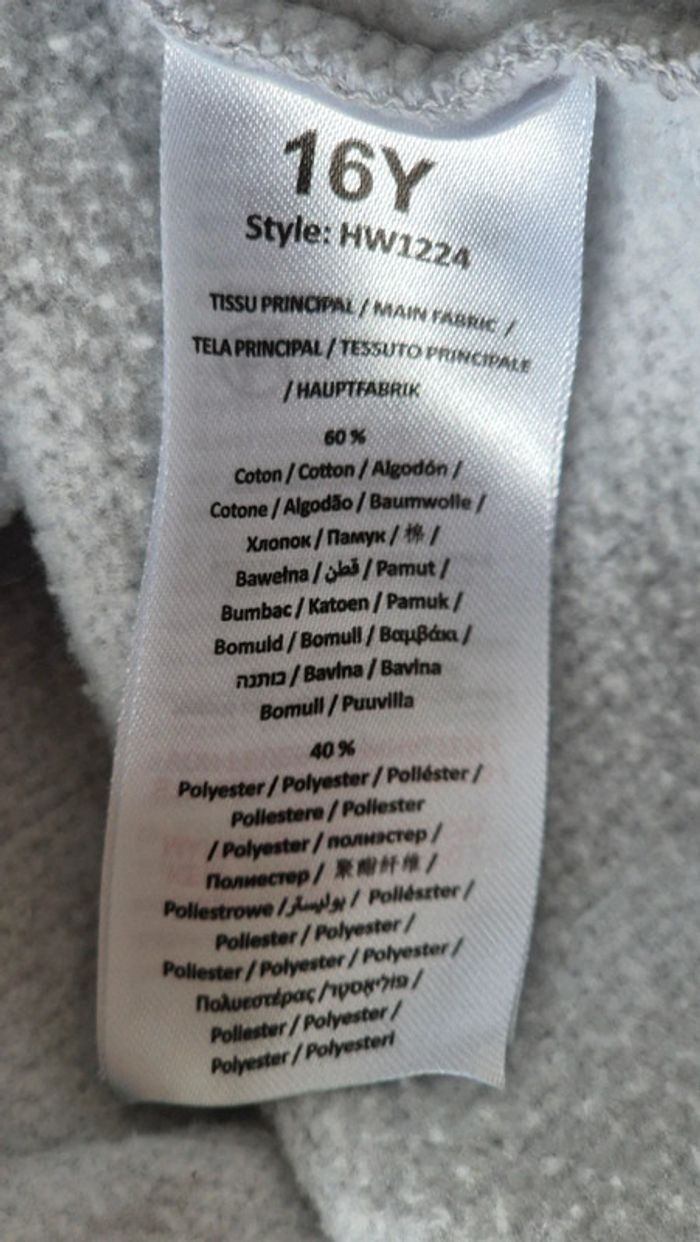 16Y
Style: HW1224
TISSU PRINCIPAL / MAIN FABRIC /
TELA PRINCIPAL / TESSUTO PRINCIPALE
/ HAUPTFABRIK
60 %
Coton / Cotton / Algodón /
Cotone / Algodão / Baumwolle /
Хлопок / Памук / 棉 /
Bawełna / قطن / Pamut /
Bumbac / Katoen / Pamuk /
Bomuld / Bomull / Βαμβάκι /
כותנה / Bavlna / Bavlna
Bomull / Puuvilla
40 %
Polyester / Polyester / Poliéster /
Poliestere / Poliester
/ Polyester / полиэстер /
Полиестер / 聚酯纤维 /
Poliestrowe / بوليستر / Poliészter /
Poliester / Polyester /
Poliester / Polyester / Polyester /
Πολυεστέρας / פוליאסטר /
Poliester / Polyester /
Polyester / Polyesteri